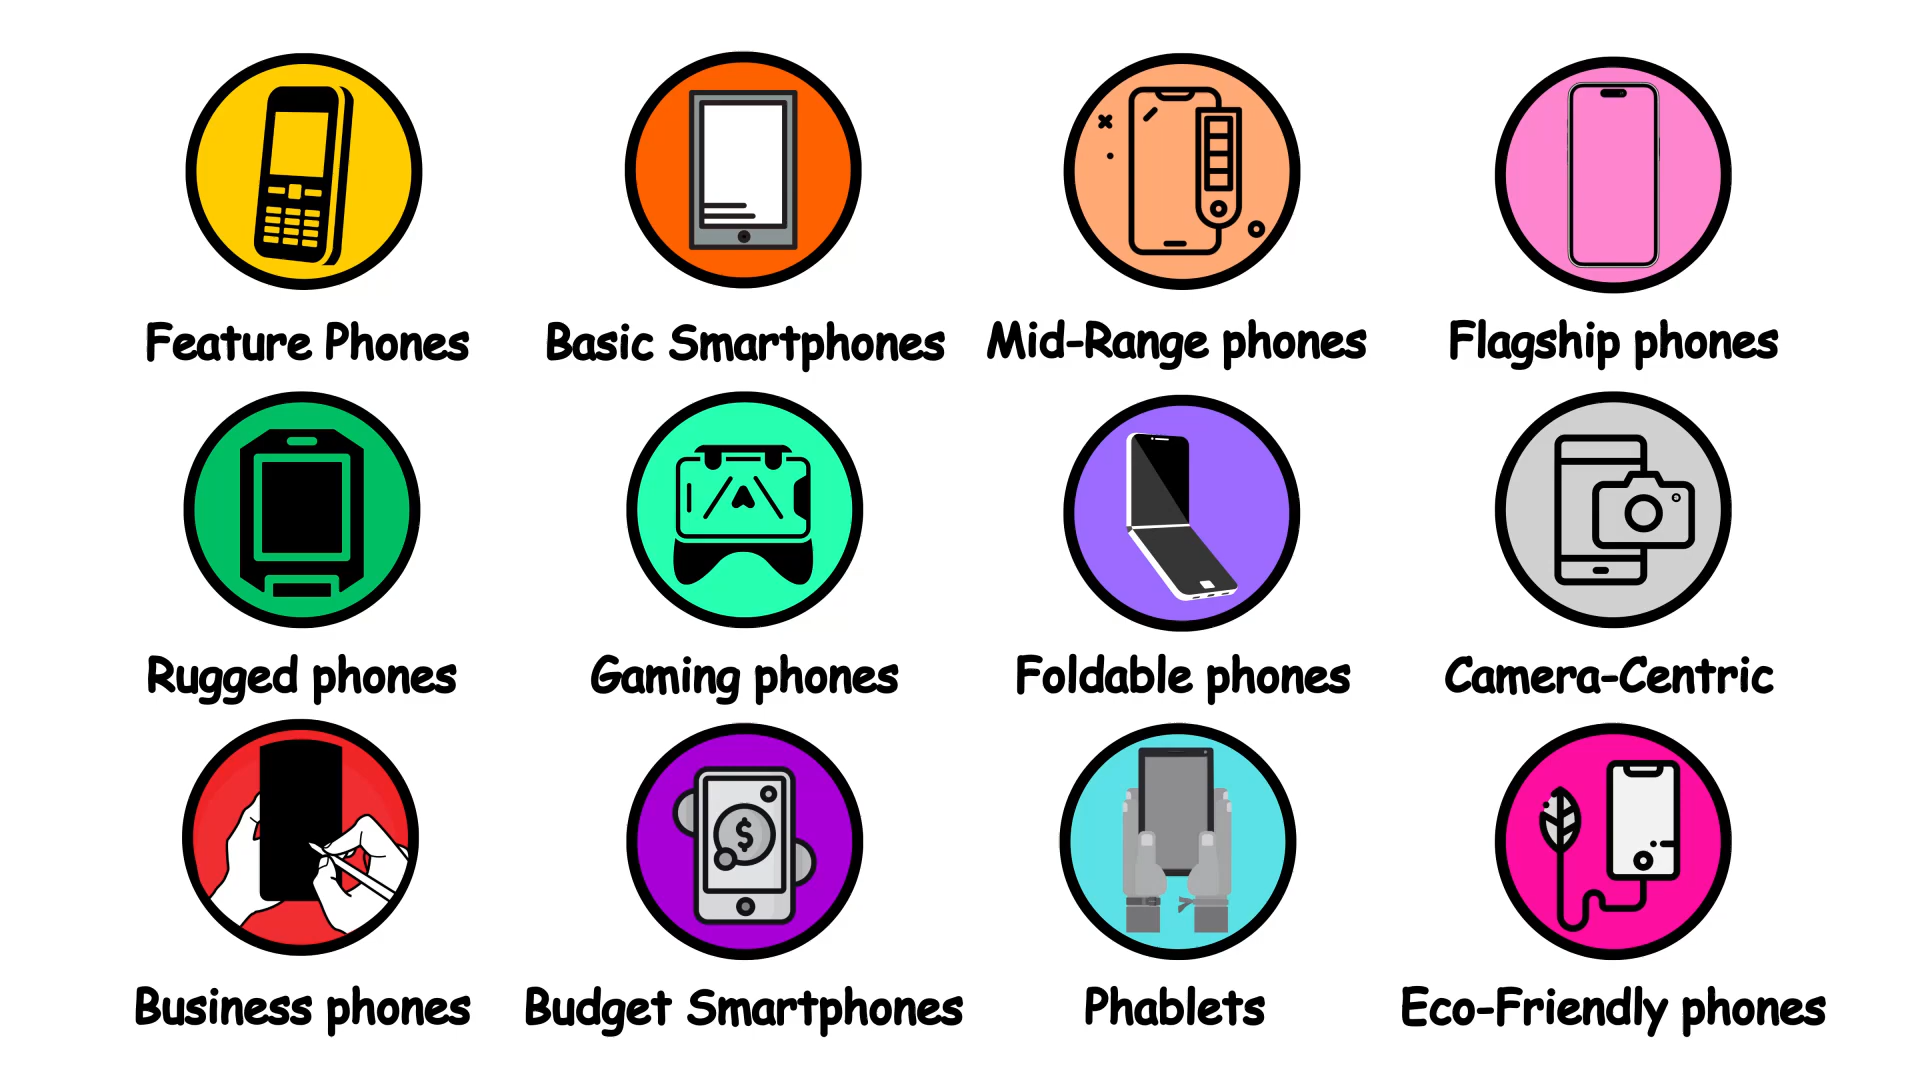 Feature Phones
Basic Smartphones
Mid-Range phones
Flagship phones
Rugged phones
Gaming phones
Foldable phones
Camera-Centric
$
Business phones
Budget Smartphones
Phablets
Eco-Friendly phones